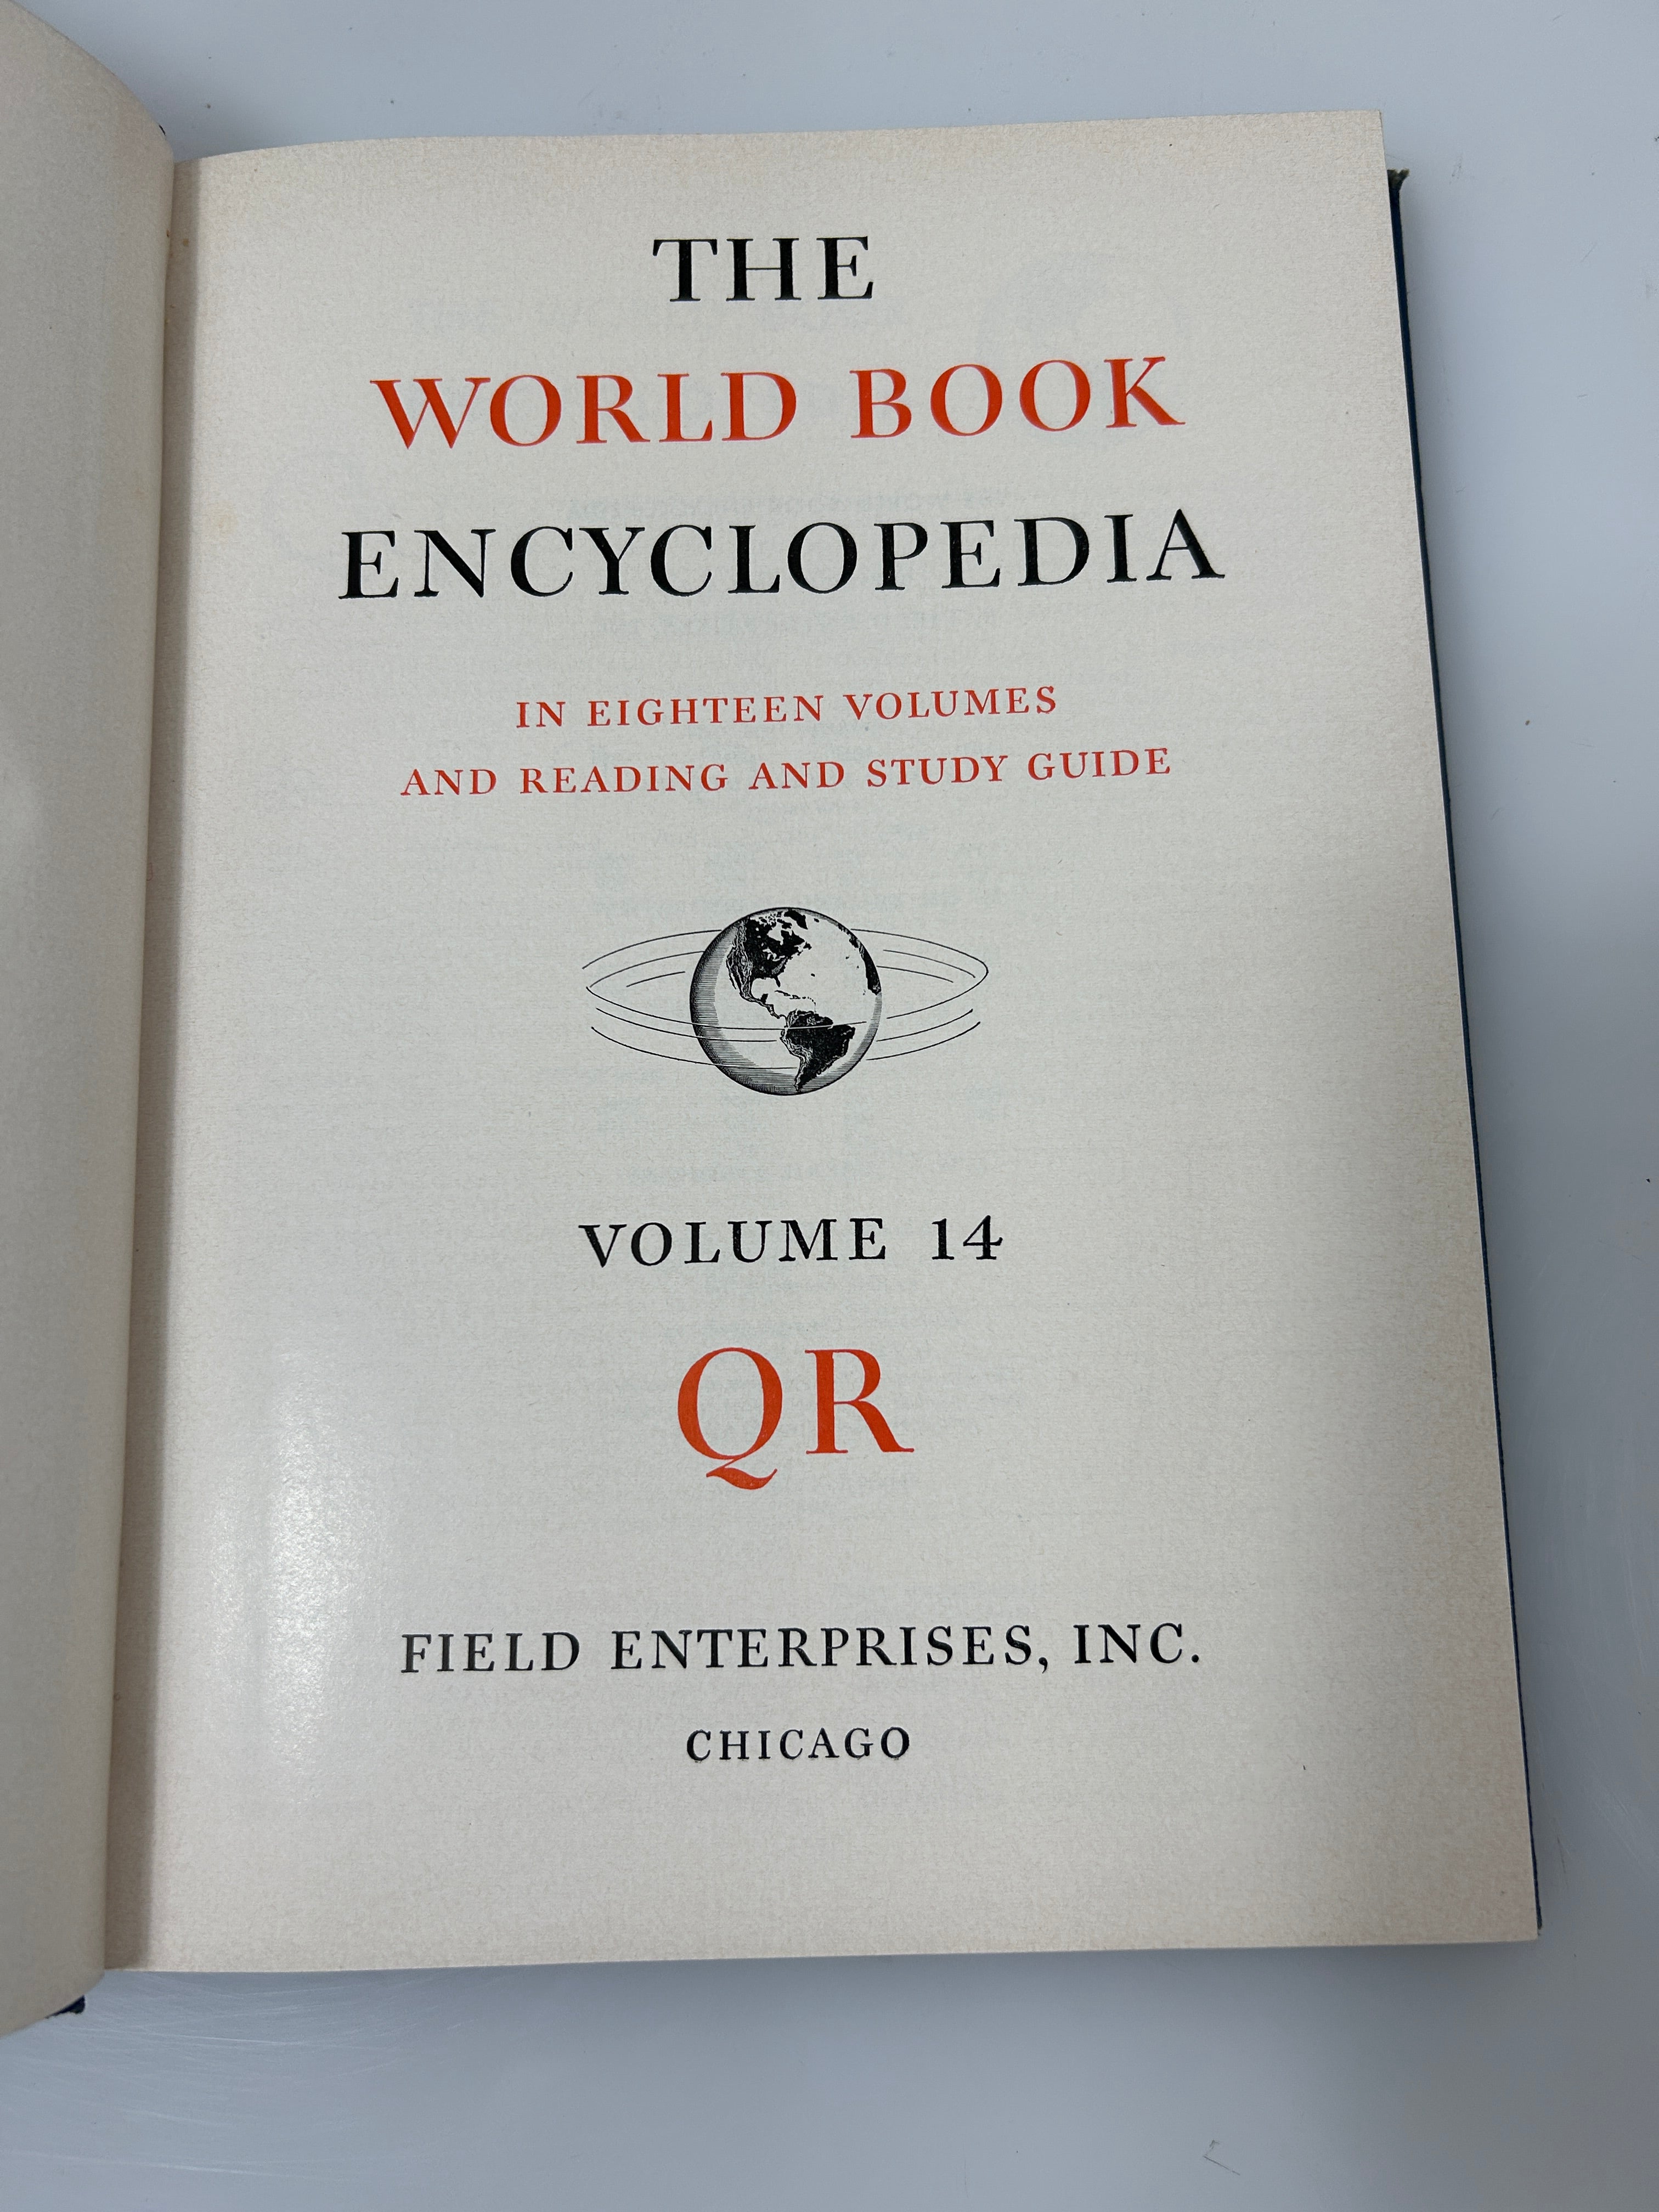 THE
WORLD BOOK
ENCYCLOPEDIA
IN EIGHTEEN VOLUMES
AND READING AND STUDY GUIDE
VOLUME 14
QR
FIELD ENTERPRISES, INC.
CHICAGO